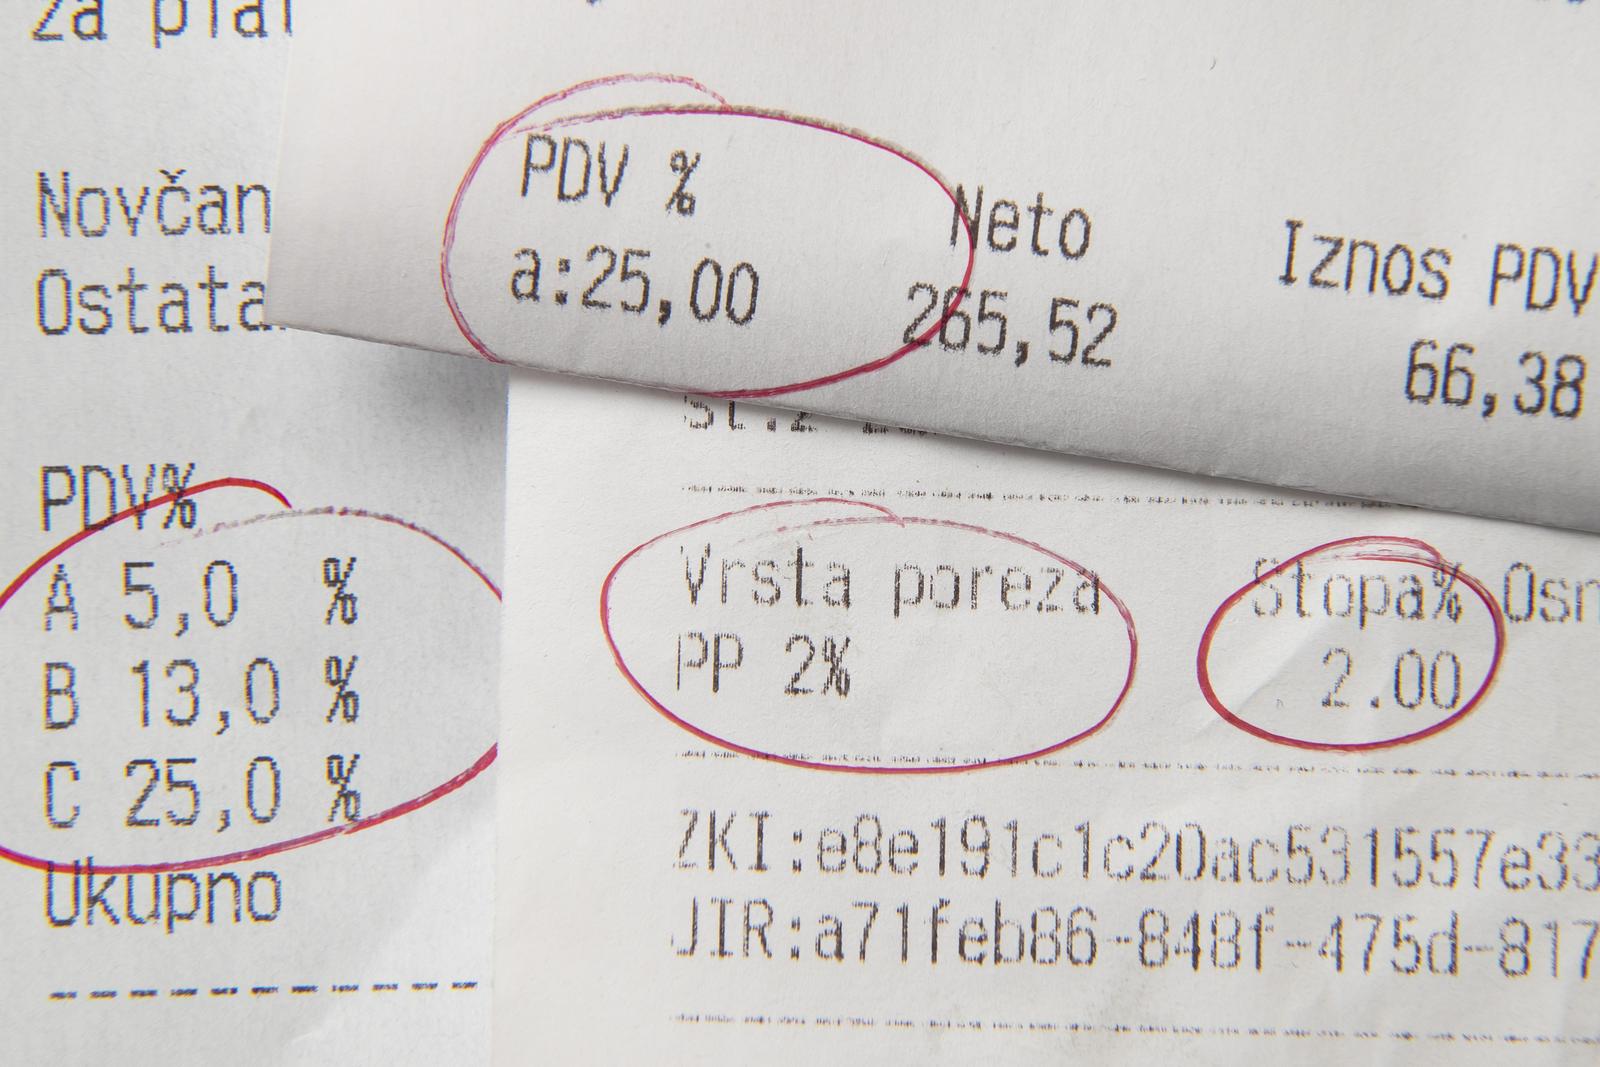 za plat
Novčan
Ostata
PDV%
A 5,0 %
B 13,0 %
C 25,0 %
Ukupno
PDV % Neto Iznos PDV
a:25,00 265,52 66,38
Vrsta poreza Stopa% Osn
PP 2% 2.00
ZKI:e8e191c1c20ac531557e33
JIR:a71feb86-848f-475d-817